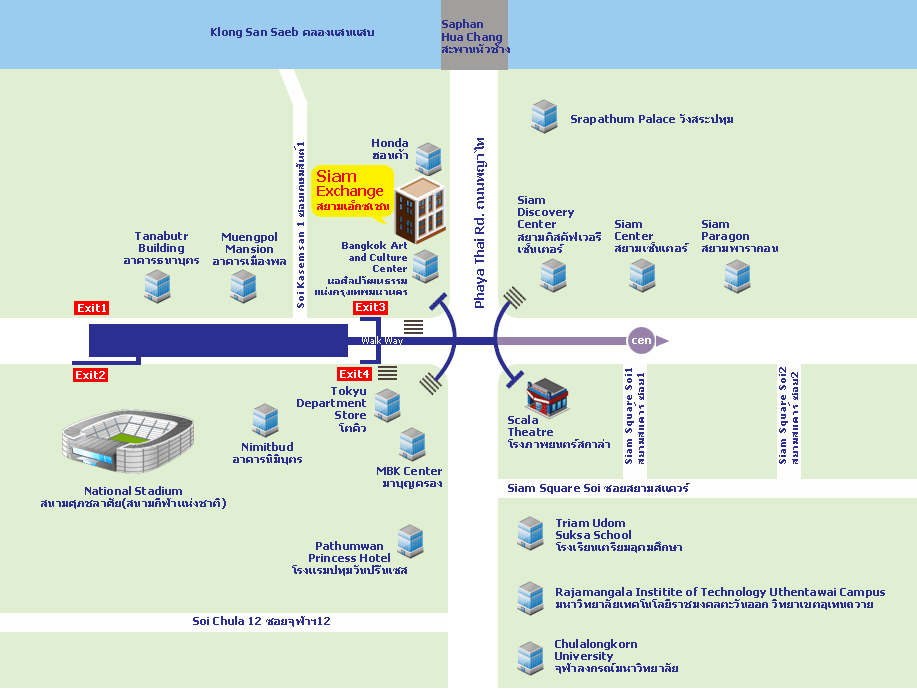 Klong San Saeb คลองแสนแสบ
Saphan
Hua Chang
สะพานหัวช้าง
Srapathum Palace วังสระปทุม
Honda
ฮอนด้า
Siam
Exchange
สยามเอ็กซเชน
Soi Kasemsan 1 ซอยเกษมสันต์1
Phaya Thai Rd. ถนนพญาไท
Siam
Discovery
Center
สยามดิสคัฟเวอรี่
เซ็นเตอร์
Siam
Center
สยามเซ็นเตอร์
Siam
Paragon
สยามพารากอน
Tanabutr
Building
อาคารธนาบุตร
Muengpol
Mansion
อาคารเมืองพล
Bangkok Art
and Culture
Center
หอศิลปวัฒนธรรม
แห่งกรุงเทพมหานคร
Exit1
Exit3
Walk Way
cen
Exit2
Exit4
Tokyu
Department
Store
โตคิว
Scala
Theatre
โรงภาพยนตร์สกาล่า
Siam Square Soi1
สยามสแควร์ ซอย1
Siam Square Soi2
สยามสแควร์ ซอย2
Nimitbud
อาคารนิมิบุตร
MBK Center
มาบุญครอง
National Stadium
สนามศุภชลาศัย(สนามกีฬาแห่งชาติ)
Siam Square Soi ซอยสยามสแควร์
Triam Udom
Suksa School
โรงเรียนเตรียมอุดมศึกษา
Pathumwan
Princess Hotel
โรงแรมปทุมวันปริ๊นเซส
Rajamangala Institite of Technology Uthentawai Campus
มหาวิทยาลัยเทคโนโลยีราชมงคลตะวันออก วิทยาเขตอุเทนถวาย
Soi Chula 12 ซอยจุฬาฯ12
Chulalongkorn
University
จุฬาลงกรณ์มหาวิทยาลัย